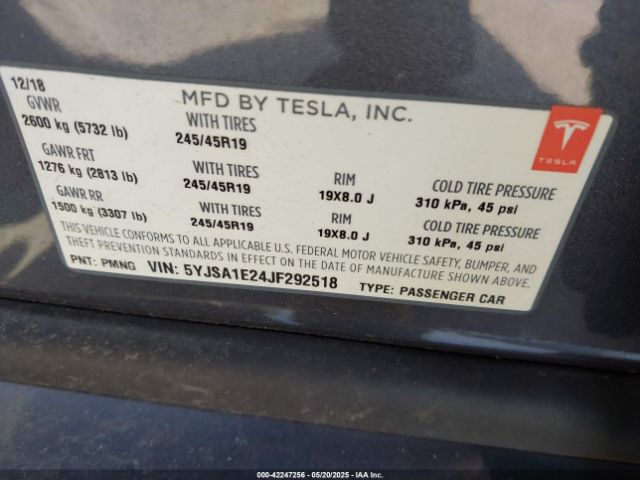 12/18
MFD BY TESLA, INC.
GVWR
2600 kg (5732 lb)
WITH TIRES
245/45R19
TESLA
GAWR FRT
1276 kg (2813 lb)
WITH TIRES
245/45R19
RIM
19X8.0 J
COLD TIRE PRESSURE
310 kPa, 45 psi
GAWR RR
1500 kg (3307 lb)
WITH TIRES
245/45R19
RIM
19X8.0 J
COLD TIRE PRESSURE
310 kPa, 45 psi
THIS VEHICLE CONFORMS TO ALL APPLICABLE U.S. FEDERAL MOTOR VEHICLE SAFETY, BUMPER, AND
THEFT PREVENTION STANDARDS IN EFFECT ON THE DATE OF MANUFACTURE SHOWN ABOVE.
PNT: PMNG VIN: 5YJSA1E24JF292518 TYPE: PASSENGER CAR
000-42247256 — 05/20/2025 — IAA Inc.